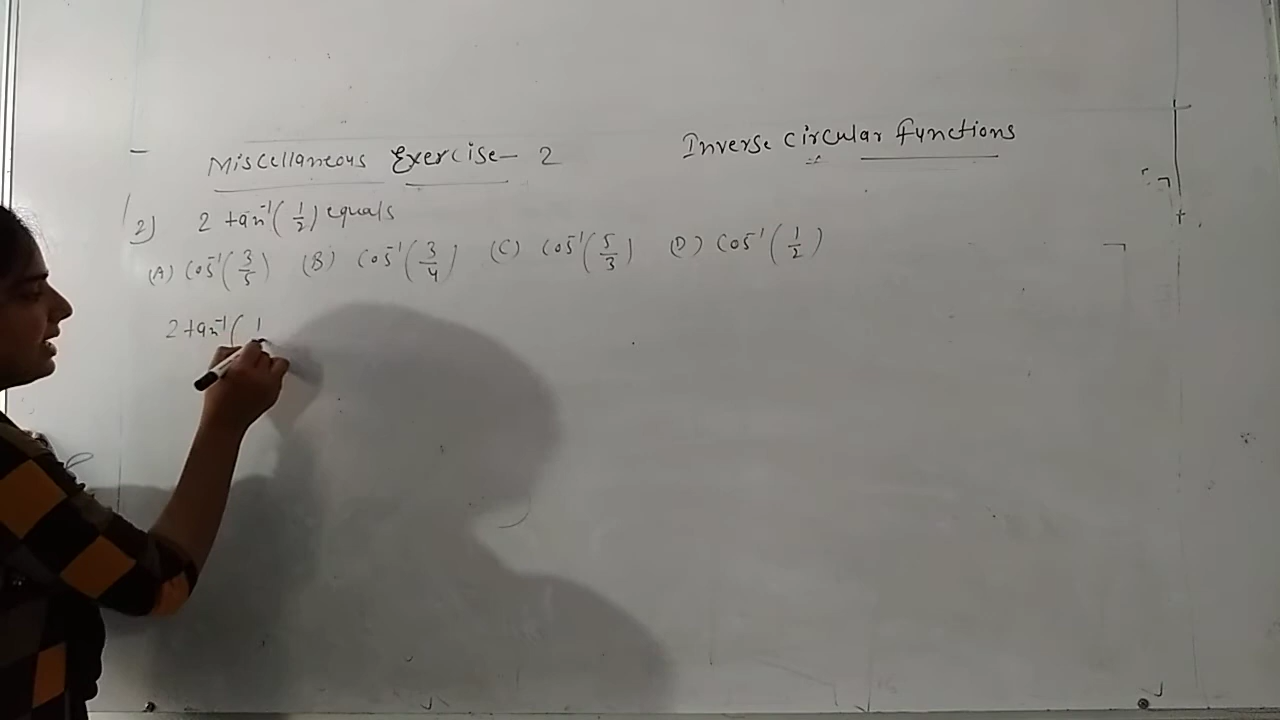 Miscellaneous Exercise - 2
Inverse circular functions
2) 2 tan⁻¹(1/2) equals
(A) cos⁻¹(3/5) (B) cos⁻¹(3/4) (C) cos⁻¹(5/3) (D) cos⁻¹(1/2)
2 tan⁻¹( 1